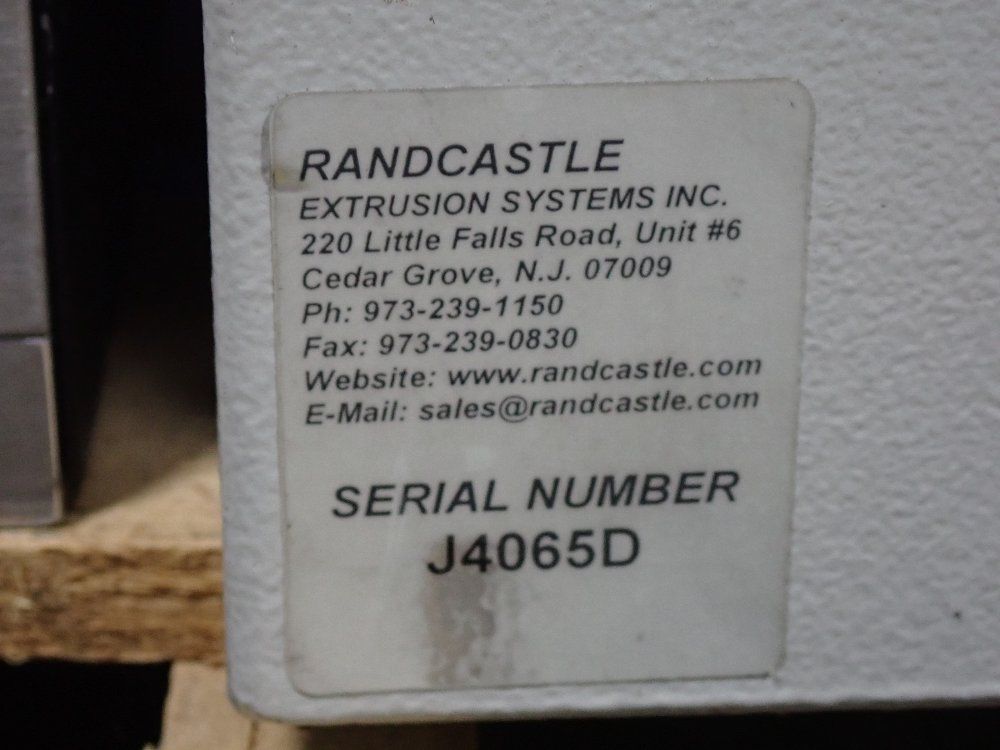 RANDCASTLE
EXTRUSION SYSTEMS INC.
220 Little Falls Road, Unit #6
Cedar Grove, N.J. 07009
Ph: 973-239-1150
Fax: 973-239-0830
Website: www.randcastle.com
E-Mail: sales@randcastle.com
SERIAL NUMBER
J4065D